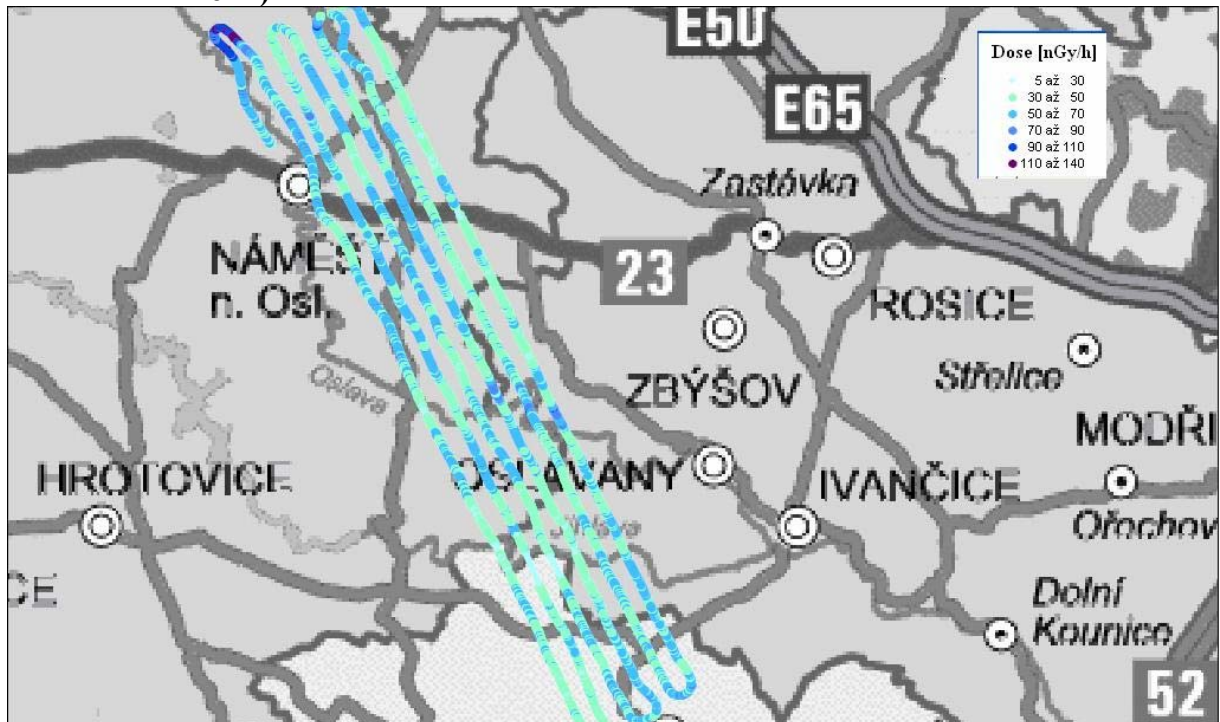 E50
Dose [nGy/h]
5 až 30
30 až 50
50 až 70
70 až 90
90 až 110
110 až 140
E65
Zastávka
NÁMĚŠŤ
n. Osl.
23
ROSICE
Střelice
Oslava
ZBÝŠOV
MODŘI
HROTOVICE
OSLAVANY
IVANČICE
Ořechov
Jihlava
CE
Dolní
Kounice
52